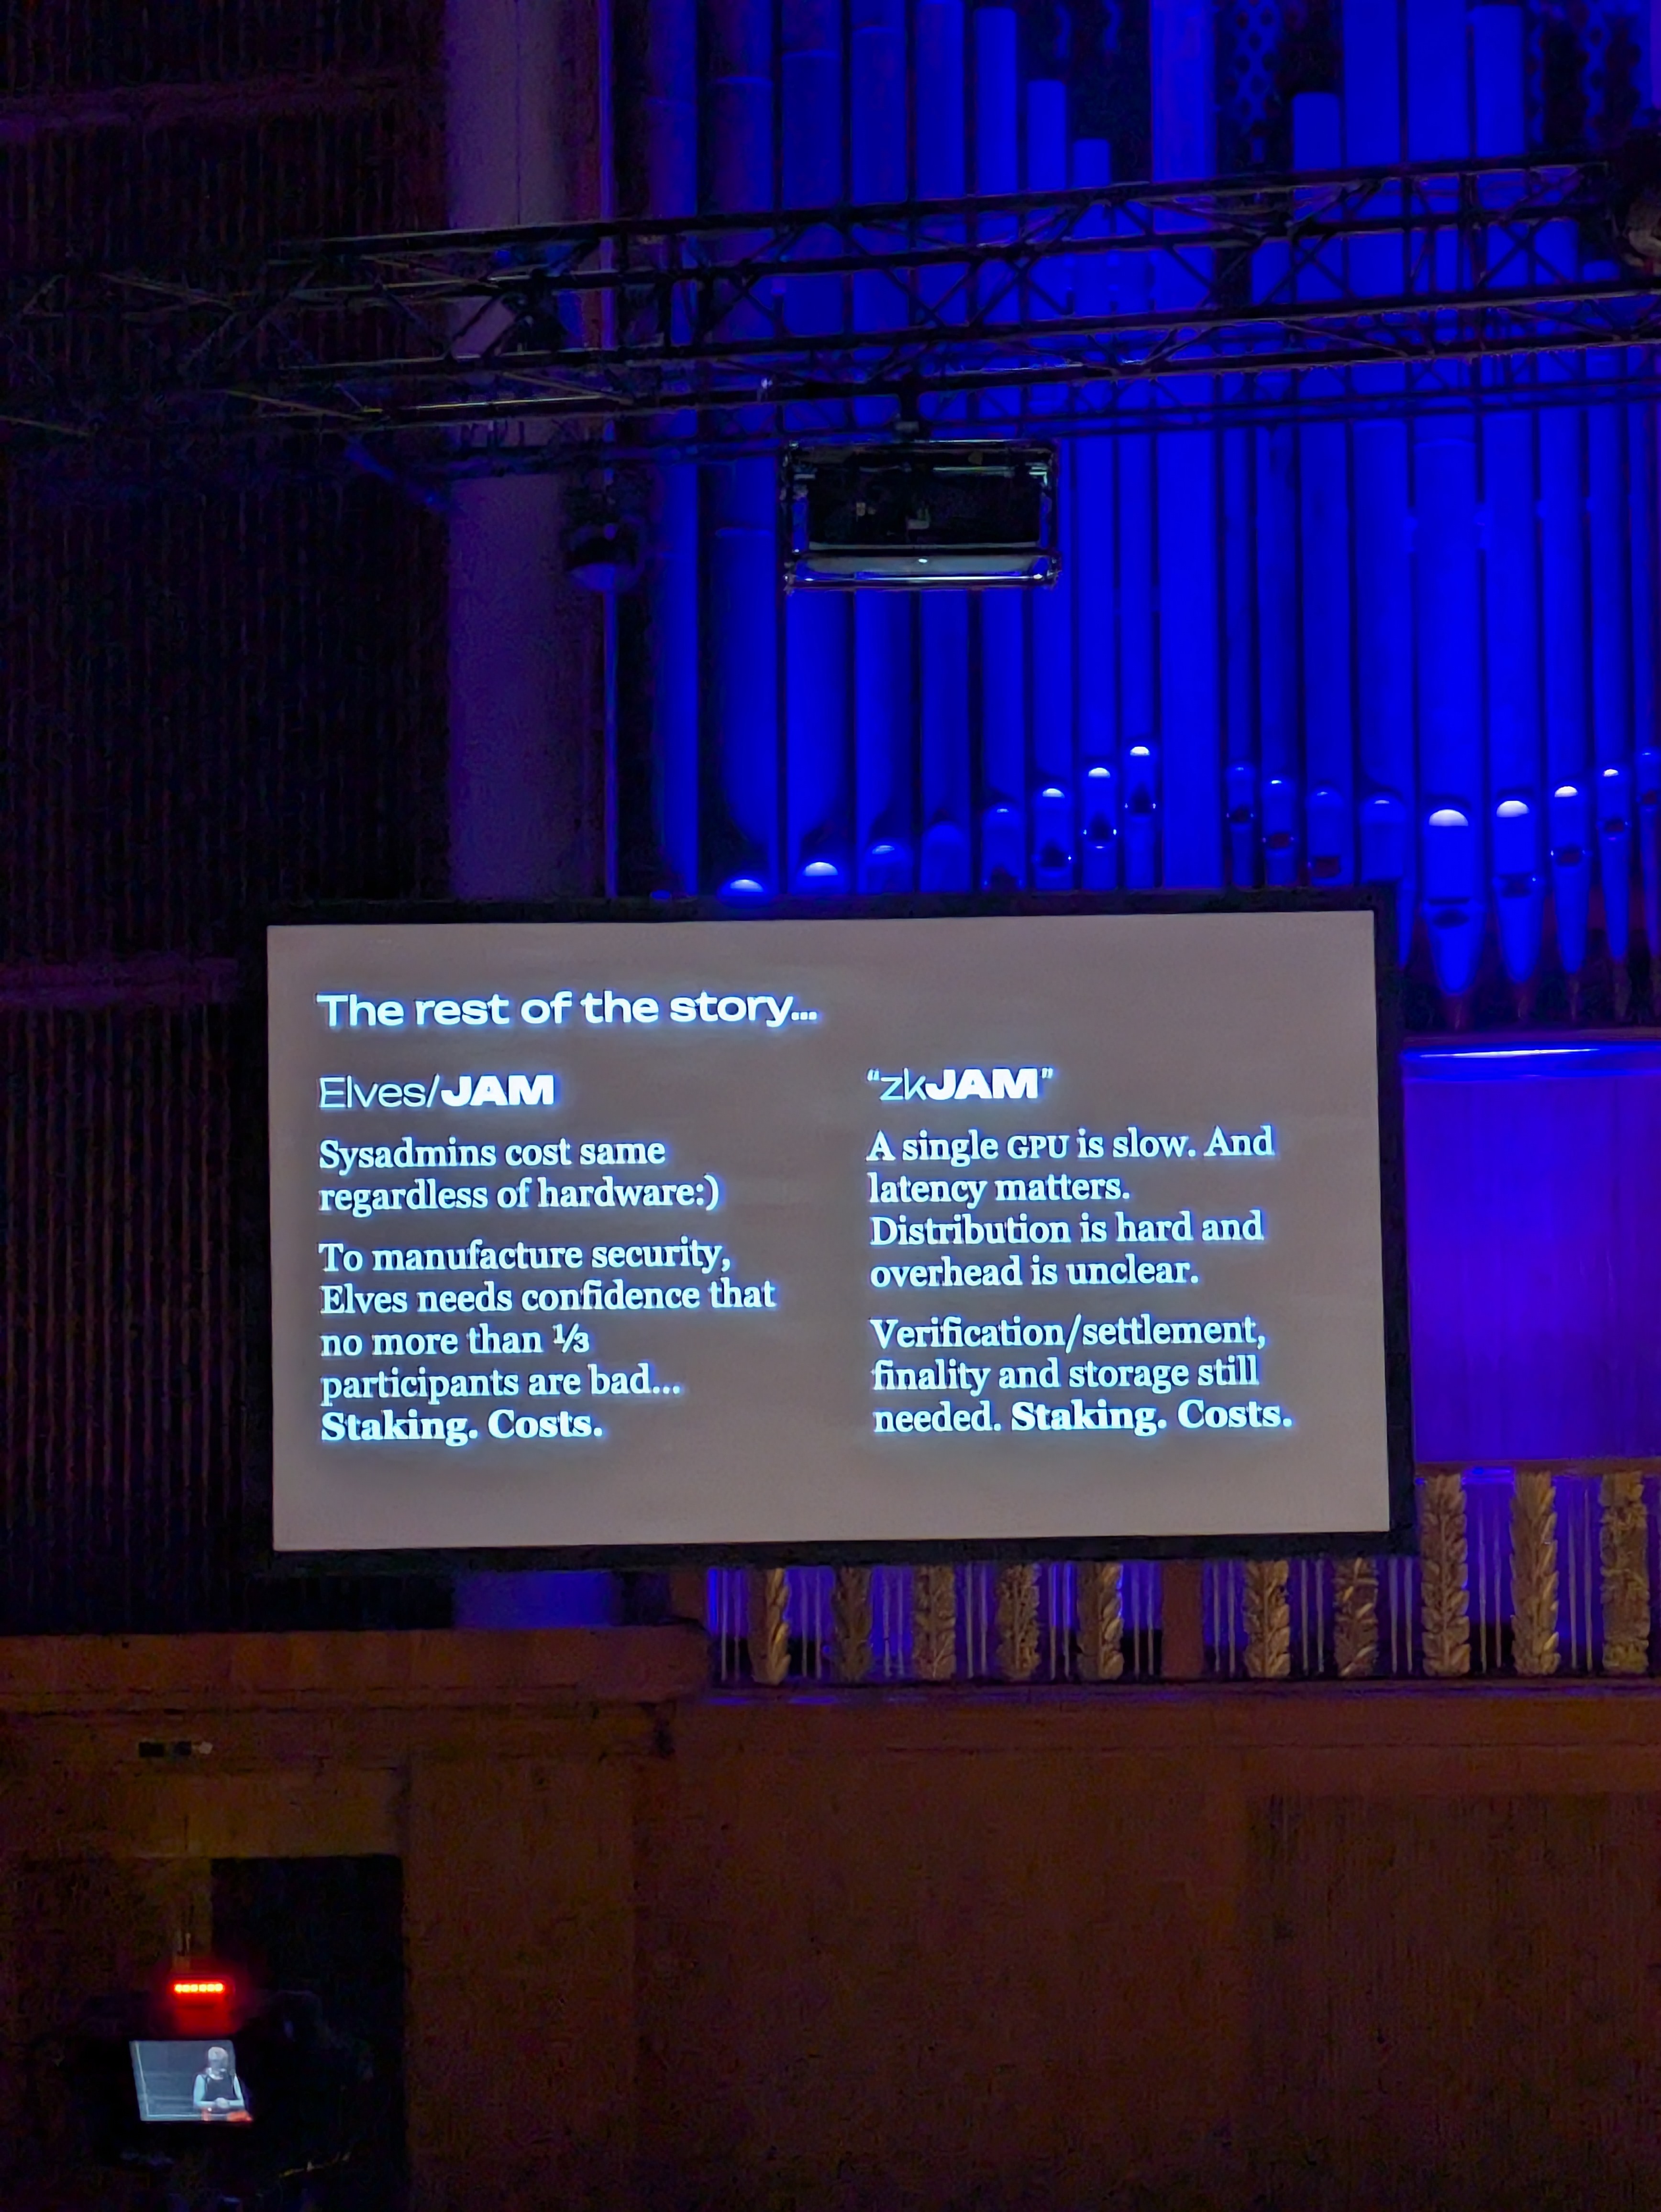 The rest of the story...
Elves/JAM
Sysadmins cost same
regardless of hardware:)
To manufacture security,
Elves needs confidence that
no more than ⅓
participants are bad...
Staking. Costs.
“zkJAM”
A single GPU is slow. And
latency matters.
Distribution is hard and
overhead is unclear.
Verification/settlement,
finality and storage still
needed. Staking. Costs.